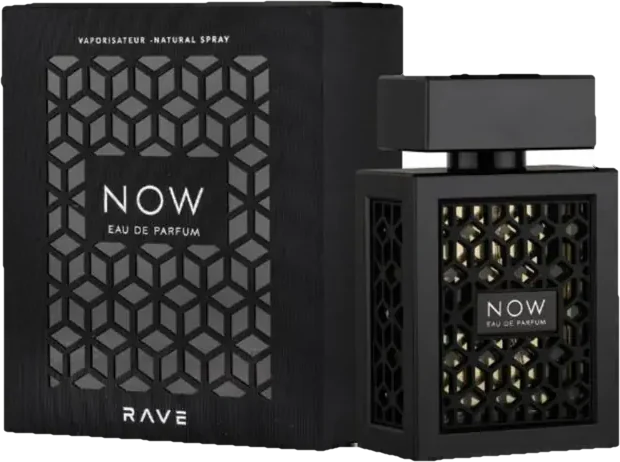 VAPORISATEUR - NATURAL SPRAY
NOW
EAU DE PARFUM
RAVE
NOW
EAU DE PARFUM